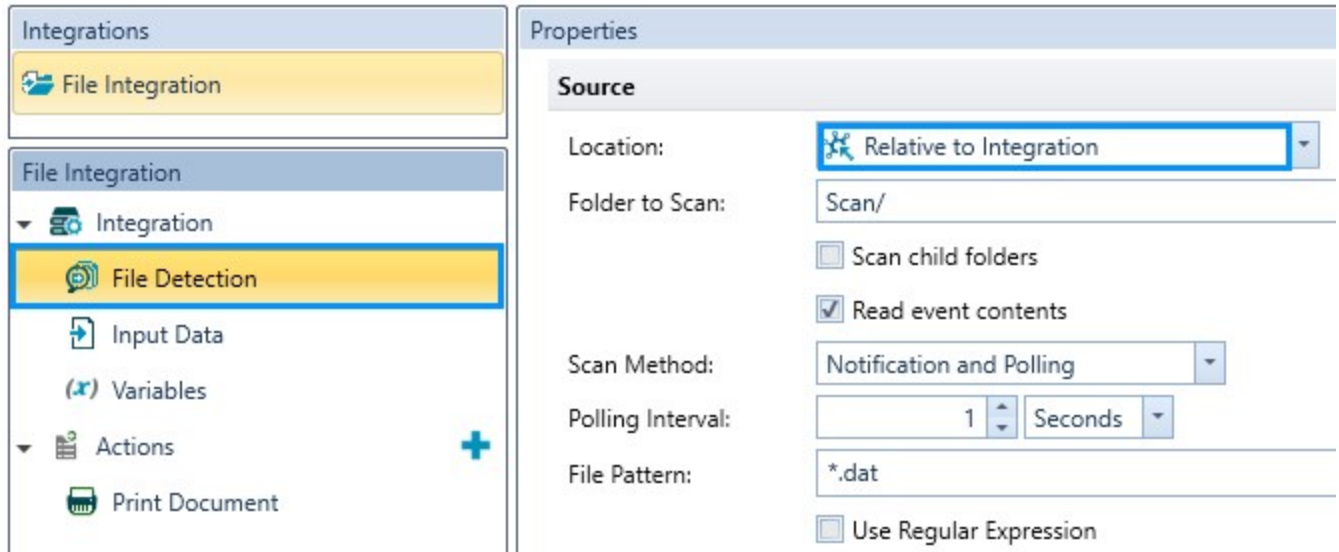 Integrations
File Integration
File Integration
Integration
File Detection
Input Data
(x) Variables
Actions
Print Document
Properties
Source
Location: Relative to Integration
Folder to Scan: Scan/
Scan child folders
Read event contents
Scan Method: Notification and Polling
Polling Interval: 1 Seconds
File Pattern: *.dat
Use Regular Expression